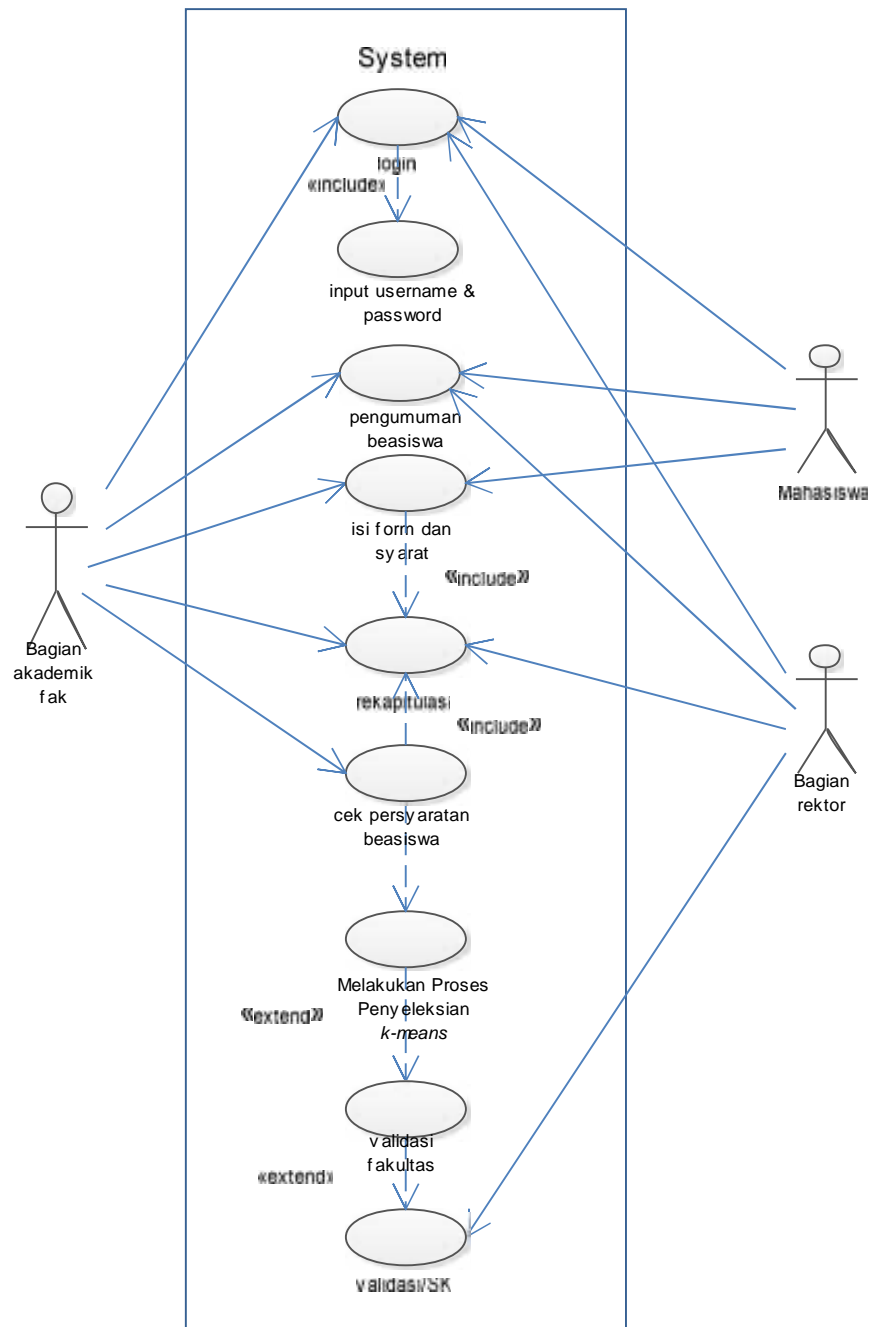 System
login
«include»
input username &
password
pengumuman
beasiswa
Mahasiswa
isi form dan
syarat
«include»
Bagian
akademik
fak
rekapitulasi
«include»
Bagian
rektor
cek persyaratan
beasiswa
Melakukan Proses
Penyeleksian
k-means
«extend»
validasi
fakultas
«extend»
validasi/SK